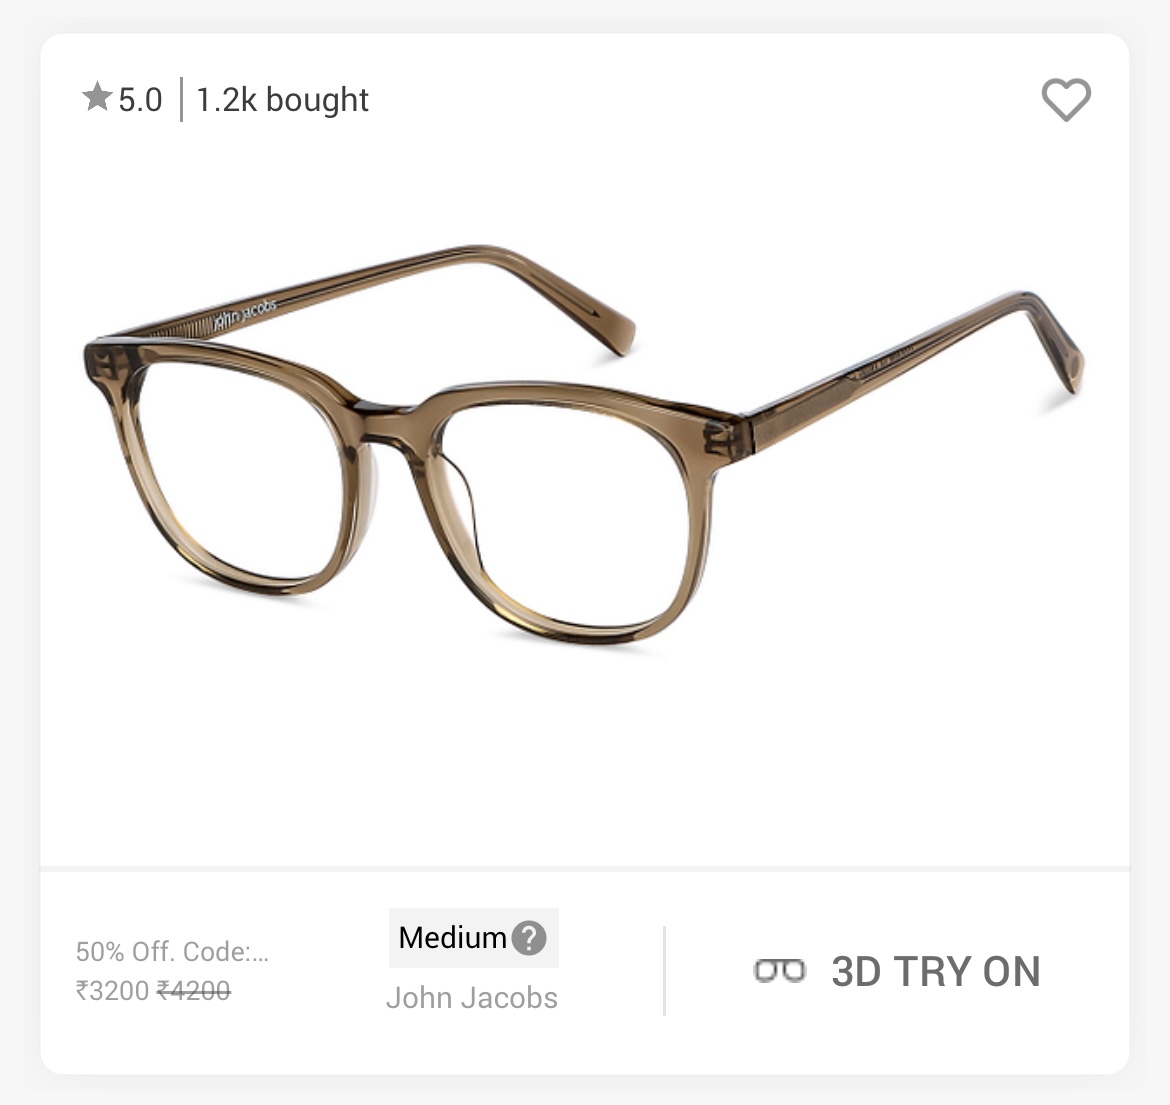 5.0 | 1.2k bought
John Jacobs
50% Off. Code:...
₹3200 ₹4200
Medium ?
John Jacobs
3D TRY ON